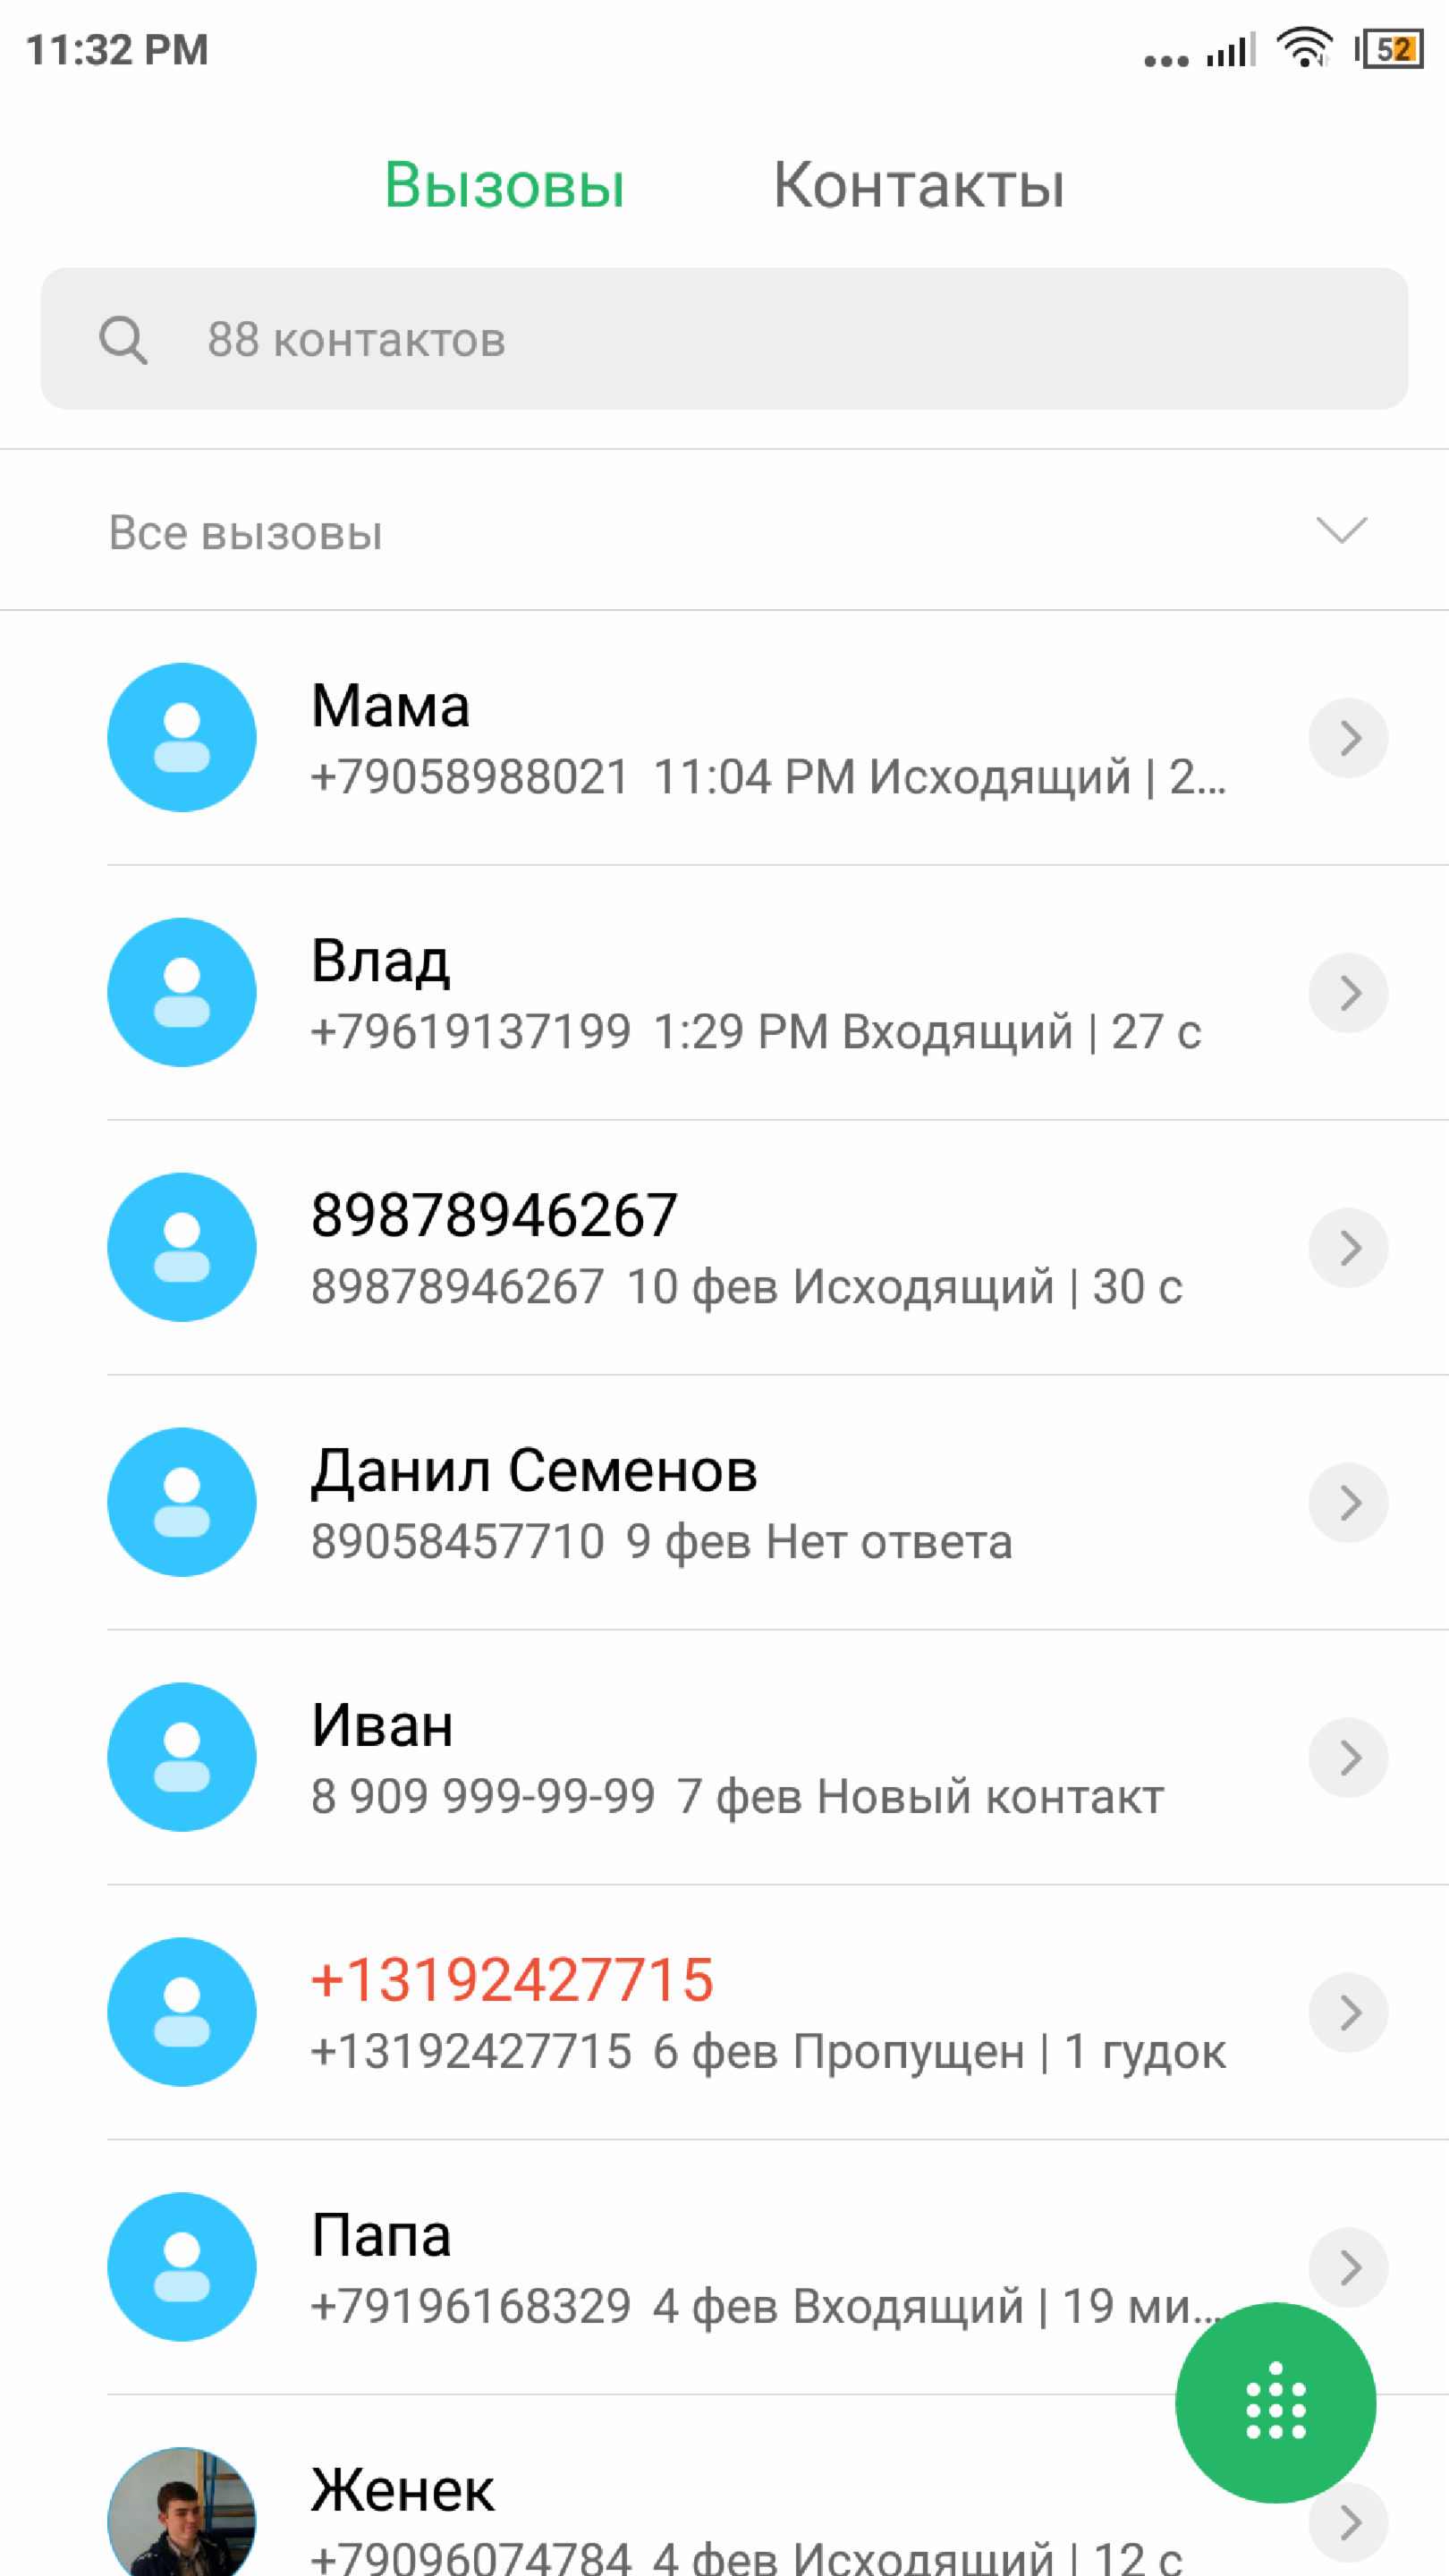 11:32 PM
52
Вызовы Контакты
88 контактов
Все вызовы
Мама
+79058988021 11:04 PM Исходящий | 2...
Влад
+79619137199 1:29 PM Входящий | 27 с
89878946267
89878946267 10 фев Исходящий | 30 с
Данил Семенов
89058457710 9 фев Нет ответа
Иван
8 909 999-99-99 7 фев Новый контакт
+13192427715
+13192427715 6 фев Пропущен | 1 гудок
Папа
+79196168329 4 фев Входящий | 19 ми...
Женек
+79096074784 4 фев Исходящий | 12 с